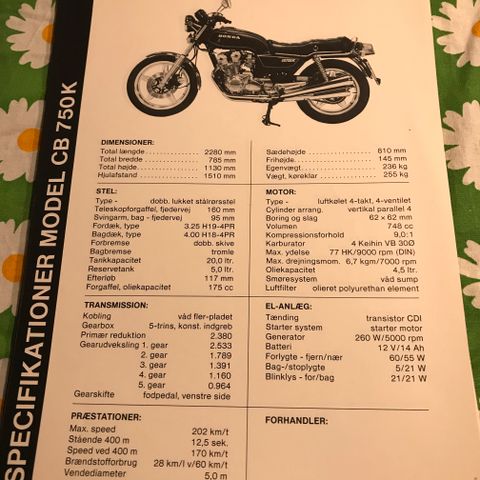 SPECIFIKATIONER MODEL CB 750K
HONDA
DIMENSIONER:
Total længde 2280 mm
Total bredde 785 mm
Total højde 1130 mm
Hjulafstand 1510 mm
Sædehøjde 810 mm
Frihøjde 145 mm
Egenvægt 236 kg
Vægt, køreklar 255 kg
STEL:
Type - dobb. lukket stålrørsstel
Teleskopforgaffel, fjedervej 160 mm
Svingarm, bag - fjedervej 95 mm
Fordæk, type 3.25 H19-4PR
Bagdæk, type 4.00 H18-4PR
Forbremse dobb. skive
Bagbremse tromle
Tankkapacitet 20,0 ltr.
Reservetank 5,0 ltr.
Efterløb 117 mm
Forgaffel, oliekapacitet 175 cc
MOTOR:
Type - luftkølet 4-takt, 4-ventilet
Cylinder arrang. vertikal parallel 4
Boring og slag 62 x 62 mm
Volumen 748 cc
Kompressionsforhold 9,0:1
Karburator 4 Keihin VB 30Ø
Max. ydelse 77 HK/9000 rpm (DIN)
Max. drejningsmom. 6,7 kgm/7000 rpm
Oliekapacitet 4,5 ltr.
Smøresystem våd sump
Luftfilter olieret polyurethan element
TRANSMISSION:
Kobling våd fler-pladet
Gearbox 5-trins, konst. indgreb
Primær reduktion 2.380
Gearudveksling 1. gear 2.533
2. gear 1.789
3. gear 1.391
4. gear 1.160
5. gear 0.964
Gearskifte fodpedal, venstre side
EL-ANLÆG:
Tænding transistor CDI
Starter system starter motor
Generator 260 W/5000 rpm
Batteri 12 V/14 Ah
Forlygte - fjern/nær 60/55 W
Bag-/stoplygte 5/21 W
Blinklys - for/bag 21/21 W
PRÆSTATIONER:
Max. speed 202 km/t
Stående 400 m 12,5 sek.
Speed ved 400 m 170 km/t
Brændstofforbrug 28 km/l v/60 km/t
Vendediameter 5,0 m
FORHANDLER: